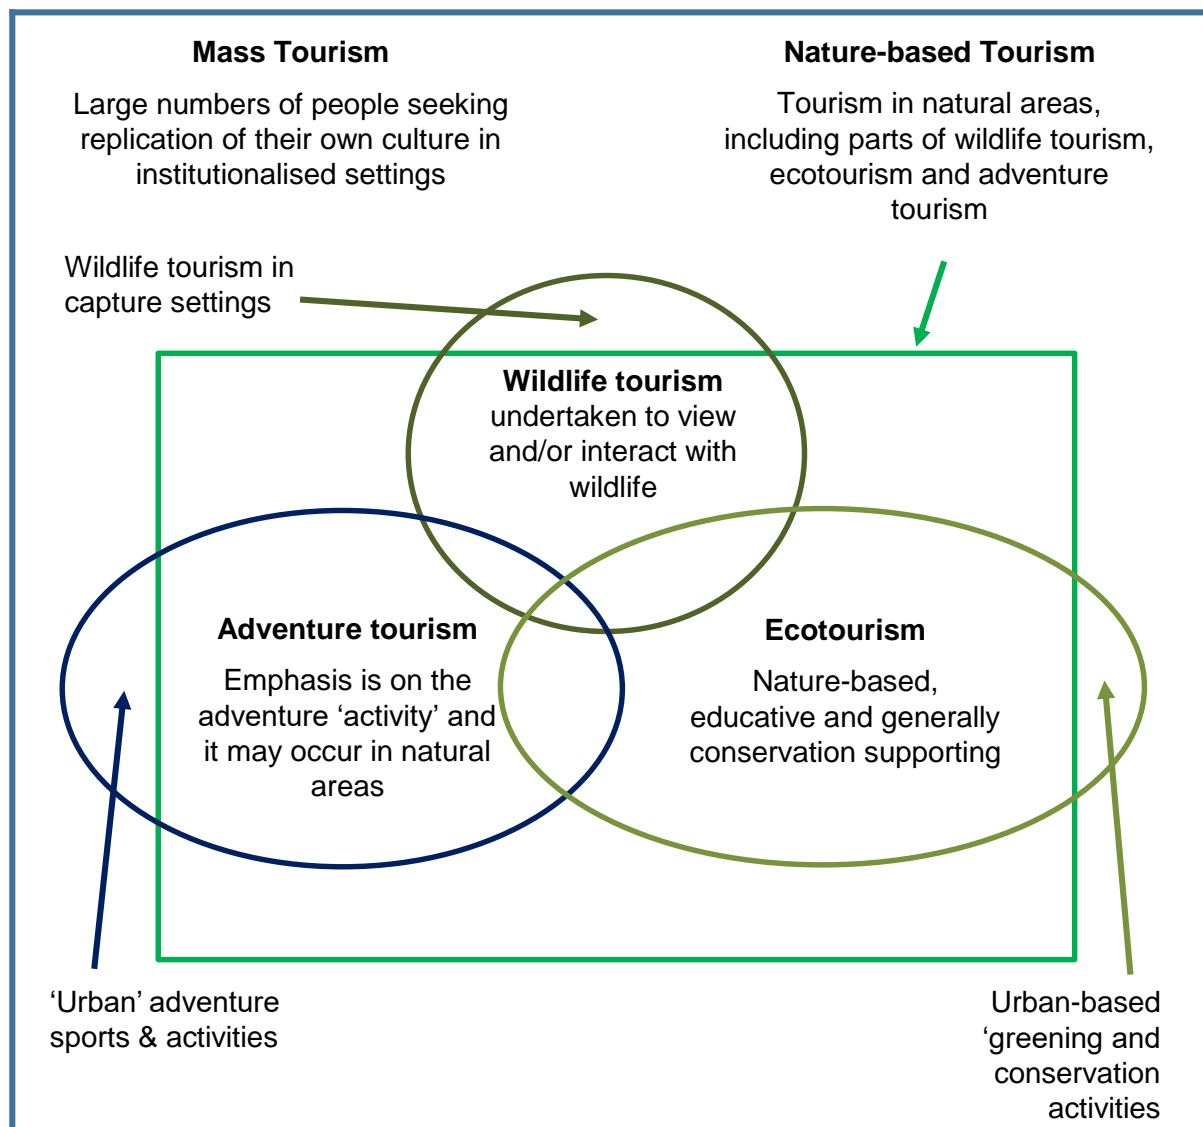 Mass Tourism
Large numbers of people seeking
replication of their own culture in
institutionalised settings
Nature-based Tourism
Tourism in natural areas,
including parts of wildlife tourism,
ecotourism and adventure
tourism
Wildlife tourism in
capture settings
Wildlife tourism
undertaken to view
and/or interact with
wildlife
Adventure tourism
Emphasis is on the
adventure ‘activity’ and
it may occur in natural
areas
Ecotourism
Nature-based,
educative and generally
conservation supporting
‘Urban’ adventure
sports & activities
Urban-based
‘greening and
conservation
activities